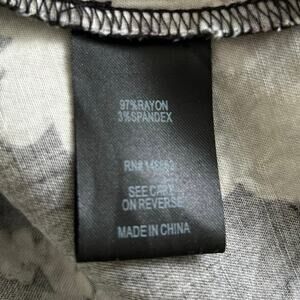 97%RAYON
3%SPANDEX
RN#
SEE CARE
ON REVERSE
MADE IN CHINA